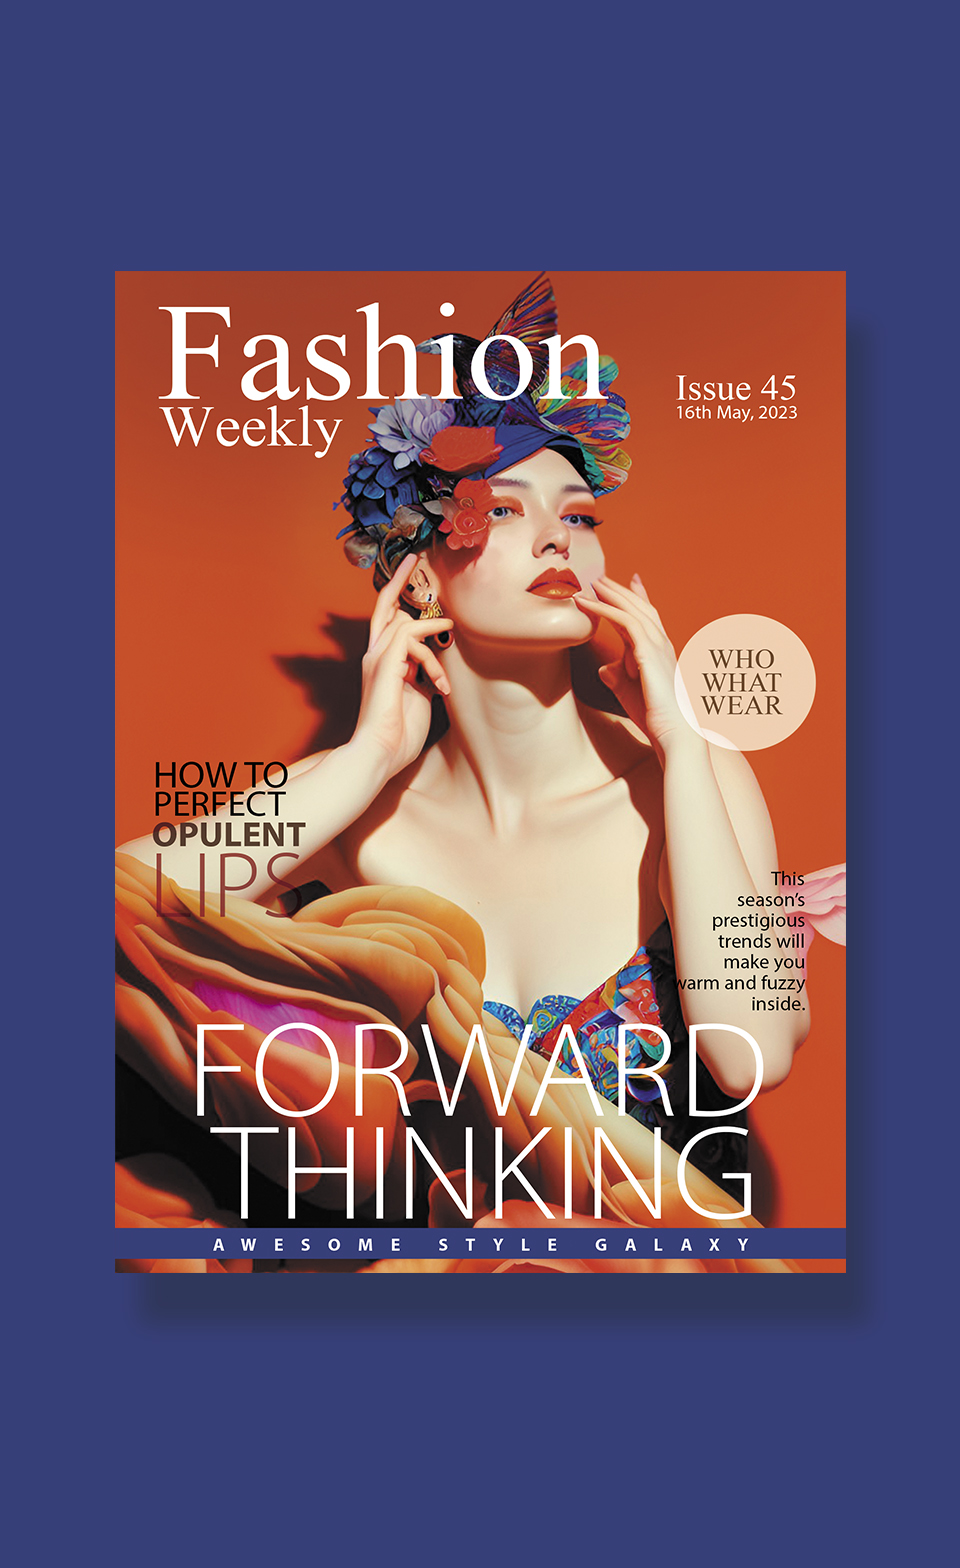 Fashion
Weekly
Issue 45
16th May, 2023
WHO
WHAT
WEAR
HOW TO
PERFECT
OPULENT
LIPS
This
season’s
prestigious
trends will
make you
warm and fuzzy
inside.
FORWARD
THINKING
AWESOME STYLE GALAXY